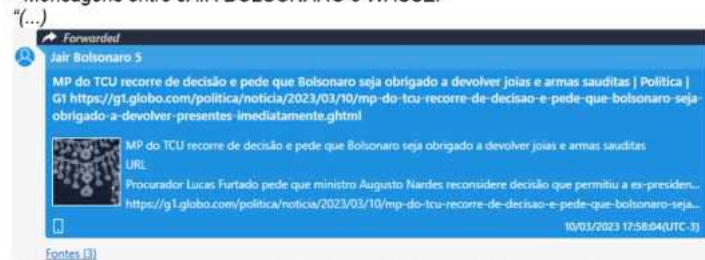 Mensagens entre JAIR BOLSONARO e WASSEF
"(...)
Forwarded
Jair Bolsonaro 5
MP do TCU recorre de decisão e pede que Bolsonaro seja obrigado a devolver joias e armas sauditas | Política |
G1 https://g1.globo.com/politica/noticia/2023/03/10/mp-do-tcu-recorre-de-decisao-e-pede-que-bolsonaro-seja-
obrigado-a-devolver-presentes-imediatamente.ghtml
MP do TCU recorre de decisão e pede que Bolsonaro seja obrigado a devolver joias e armas sauditas
URL
Procurador Lucas Furtado pede que ministro Augusto Nardes reconsidere decisão que permitiu a ex-presiden...
https://g1.globo.com/politica/noticia/2023/03/10/mp-do-tcu-recorre-de-decisao-e-pede-que-bolsonaro-seja...
10/03/2023 17:58:04(UTC-3)
Fontes (3)